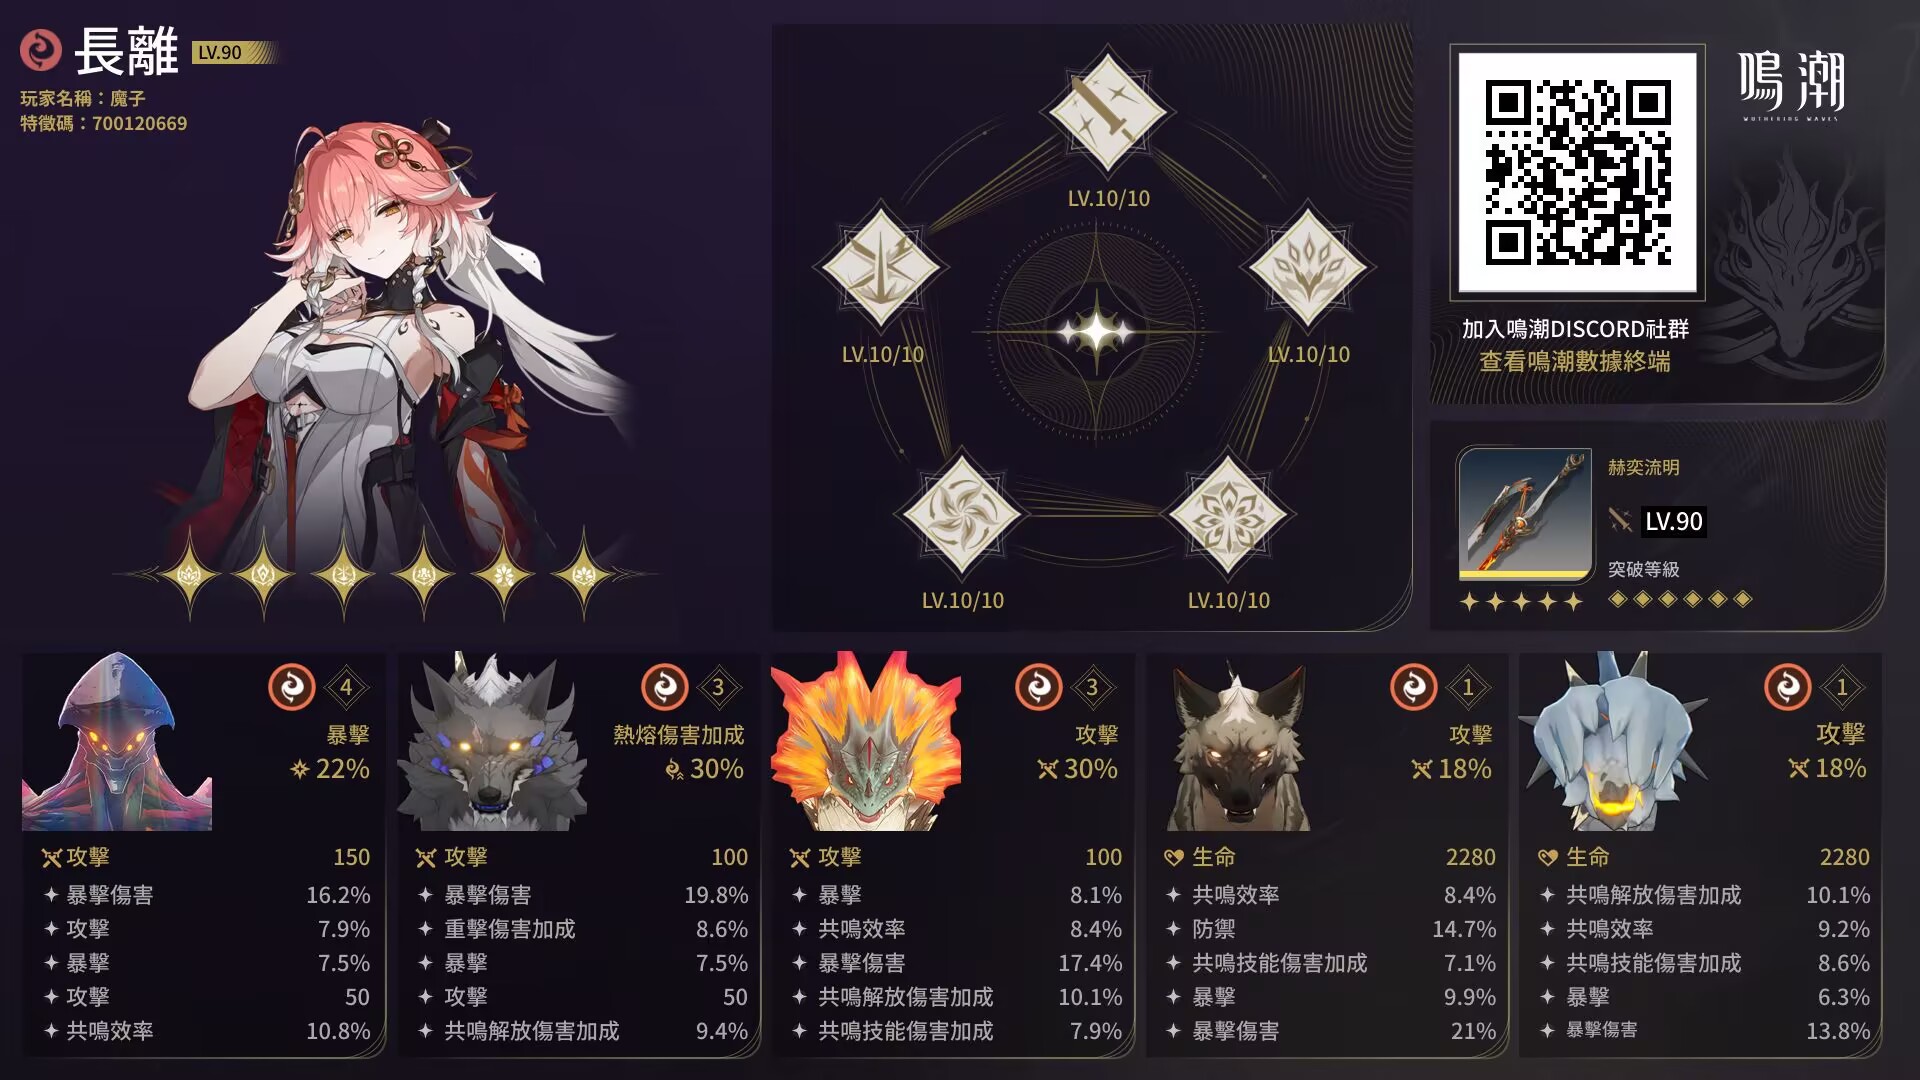 長離 LV.90
玩家名稱：魔子
特徵碼：700120669
LV.10/10
LV.10/10
LV.10/10
LV.10/10
LV.10/10
鳴潮
WUTHERING WAVES
加入鳴潮DISCORD社群
查看鳴潮數據終端
赫奕流明
LV.90
突破等級
4
暴擊
22%
攻擊 150
暴擊傷害 16.2%
攻擊 7.9%
暴擊 7.5%
攻擊 50
共鳴效率 10.8%
3
熱熔傷害加成
30%
攻擊 100
暴擊傷害 19.8%
重擊傷害加成 8.6%
暴擊 7.5%
攻擊 50
共鳴解放傷害加成 9.4%
3
攻擊
30%
攻擊 100
暴擊 8.1%
共鳴效率 8.4%
暴擊傷害 17.4%
共鳴解放傷害加成 10.1%
共鳴技能傷害加成 7.9%
1
攻擊
18%
生命 2280
共鳴效率 8.4%
防禦 14.7%
共鳴技能傷害加成 7.1%
暴擊 9.9%
暴擊傷害 21%
1
攻擊
18%
生命 2280
共鳴解放傷害加成 10.1%
共鳴效率 9.2%
共鳴技能傷害加成 8.6%
暴擊 6.3%
暴擊傷害 13.8%